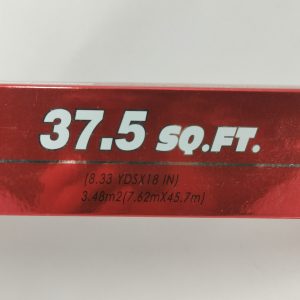 37.5 SQ.FT.
(8.33 YDSX18 IN)
3.48m2(7.62mX45.7m)